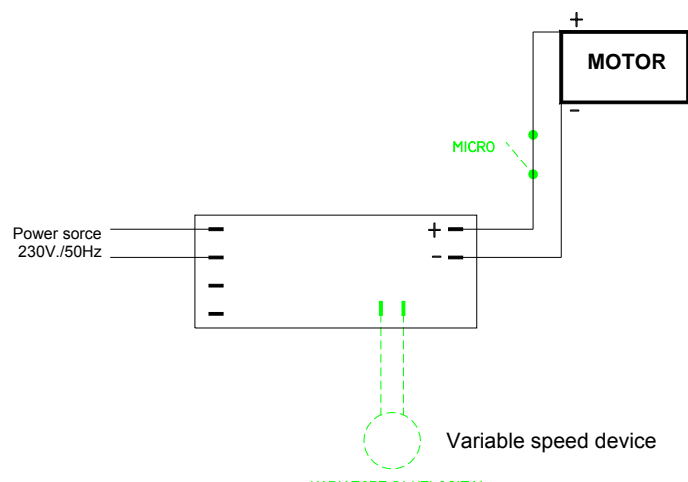 +
MOTOR
-
MICRO
Power sorce
230V./50Hz
+
-
Variable speed device